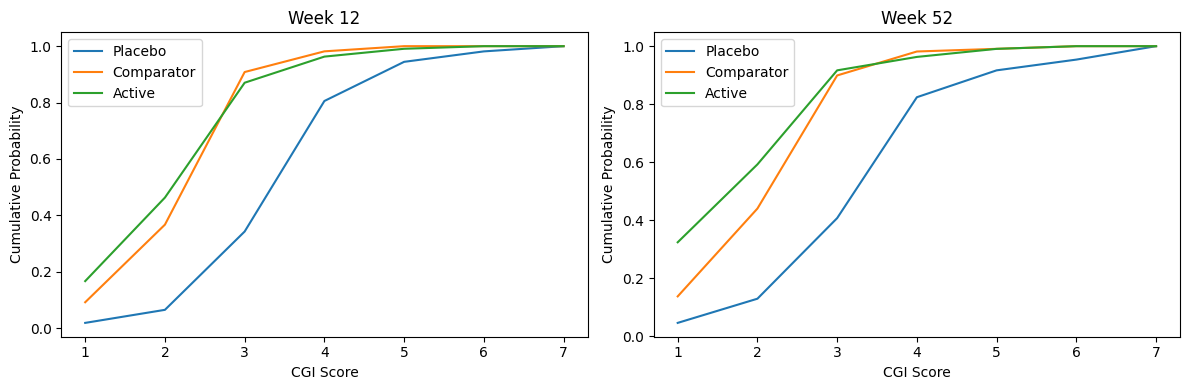 Week 12
Placebo
Comparator
Active
Cumulative Probability
1.0
0.8
0.6
0.4
0.2
0.0
1 2 3 4 5 6 7
CGI Score
Week 52
Placebo
Comparator
Active
Cumulative Probability
1.0
0.8
0.6
0.4
0.2
0.0
1 2 3 4 5 6 7
CGI Score